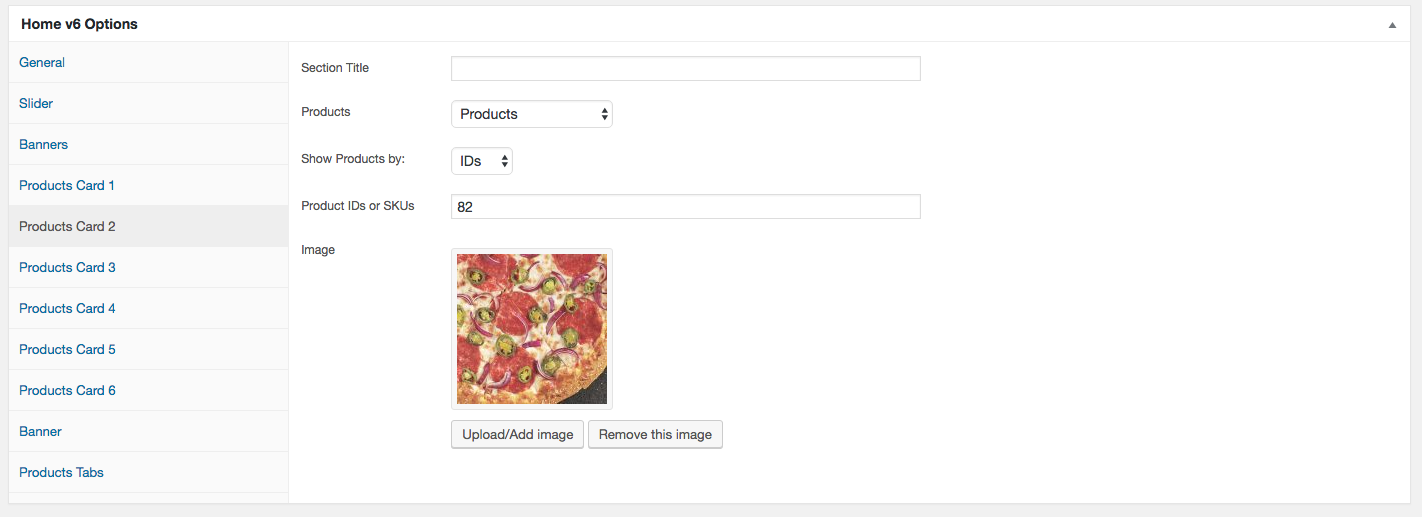 Home v6 Options
General
Slider
Banners
Products Card 1
Products Card 2
Products Card 3
Products Card 4
Products Card 5
Products Card 6
Banner
Products Tabs
Section Title
Products Products
Show Products by: IDs
Product IDs or SKUs 82
Image
Upload/Add image Remove this image